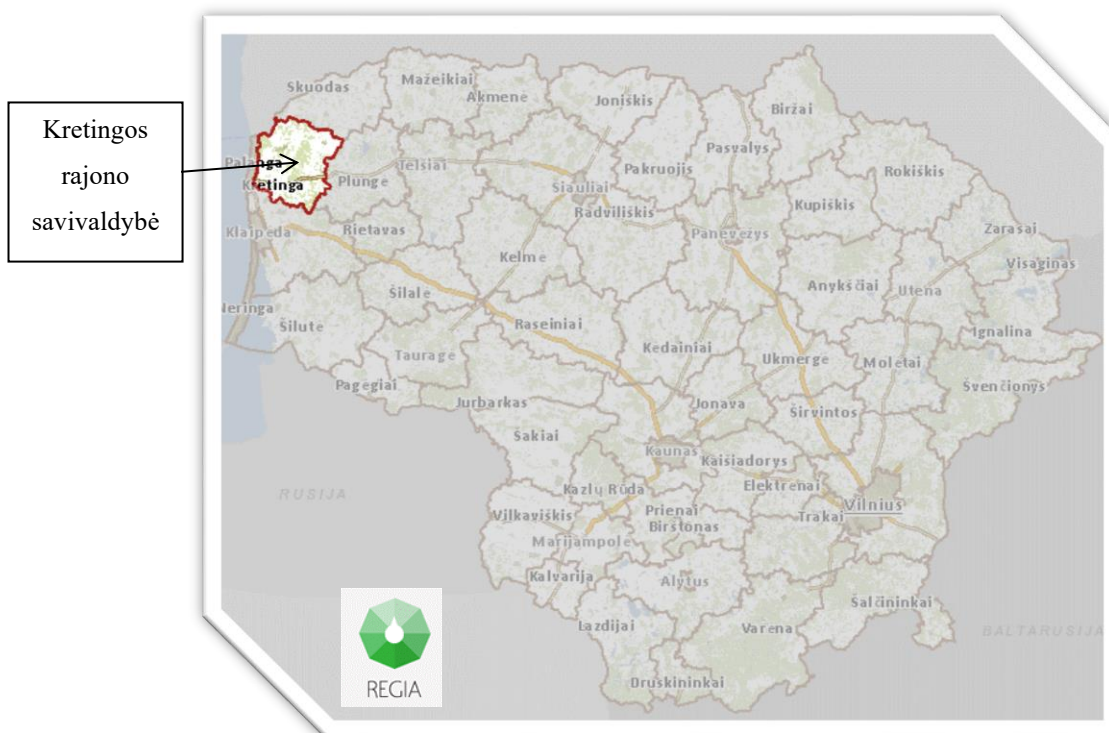 Kretingos
rajono
savivaldybė
Skuodas
Mažeikiai
Akmenė
Joniškis
Biržai
Palanga
Kretinga
Plungė
Telšiai
Šiauliai
Pakruojis
Pasvalys
Rokiškis
Klaipėda
Rietavas
Kelmė
Radviliškis
Panevėžys
Kupiškis
Zarasai
Visaginas
Neringa
Šilutė
Šilalė
Raseiniai
Anykščiai
Utena
Ignalina
Tauragė
Kėdainiai
Ukmergė
Molėtai
Švenčionys
Pagėgiai
Jurbarkas
Jonava
Širvintos
Šakiai
Kaunas
Kaišiadorys
Elektrėnai
Vilnius
RUSIJA
Kazlų Rūda
Vilkaviškis
Prienai
Birštonas
Trakai
Marijampolė
Kalvarija
Alytus
Šalčininkai
Lazdijai
Varėna
BALTARUSIJA
Druskininkai
REGIA